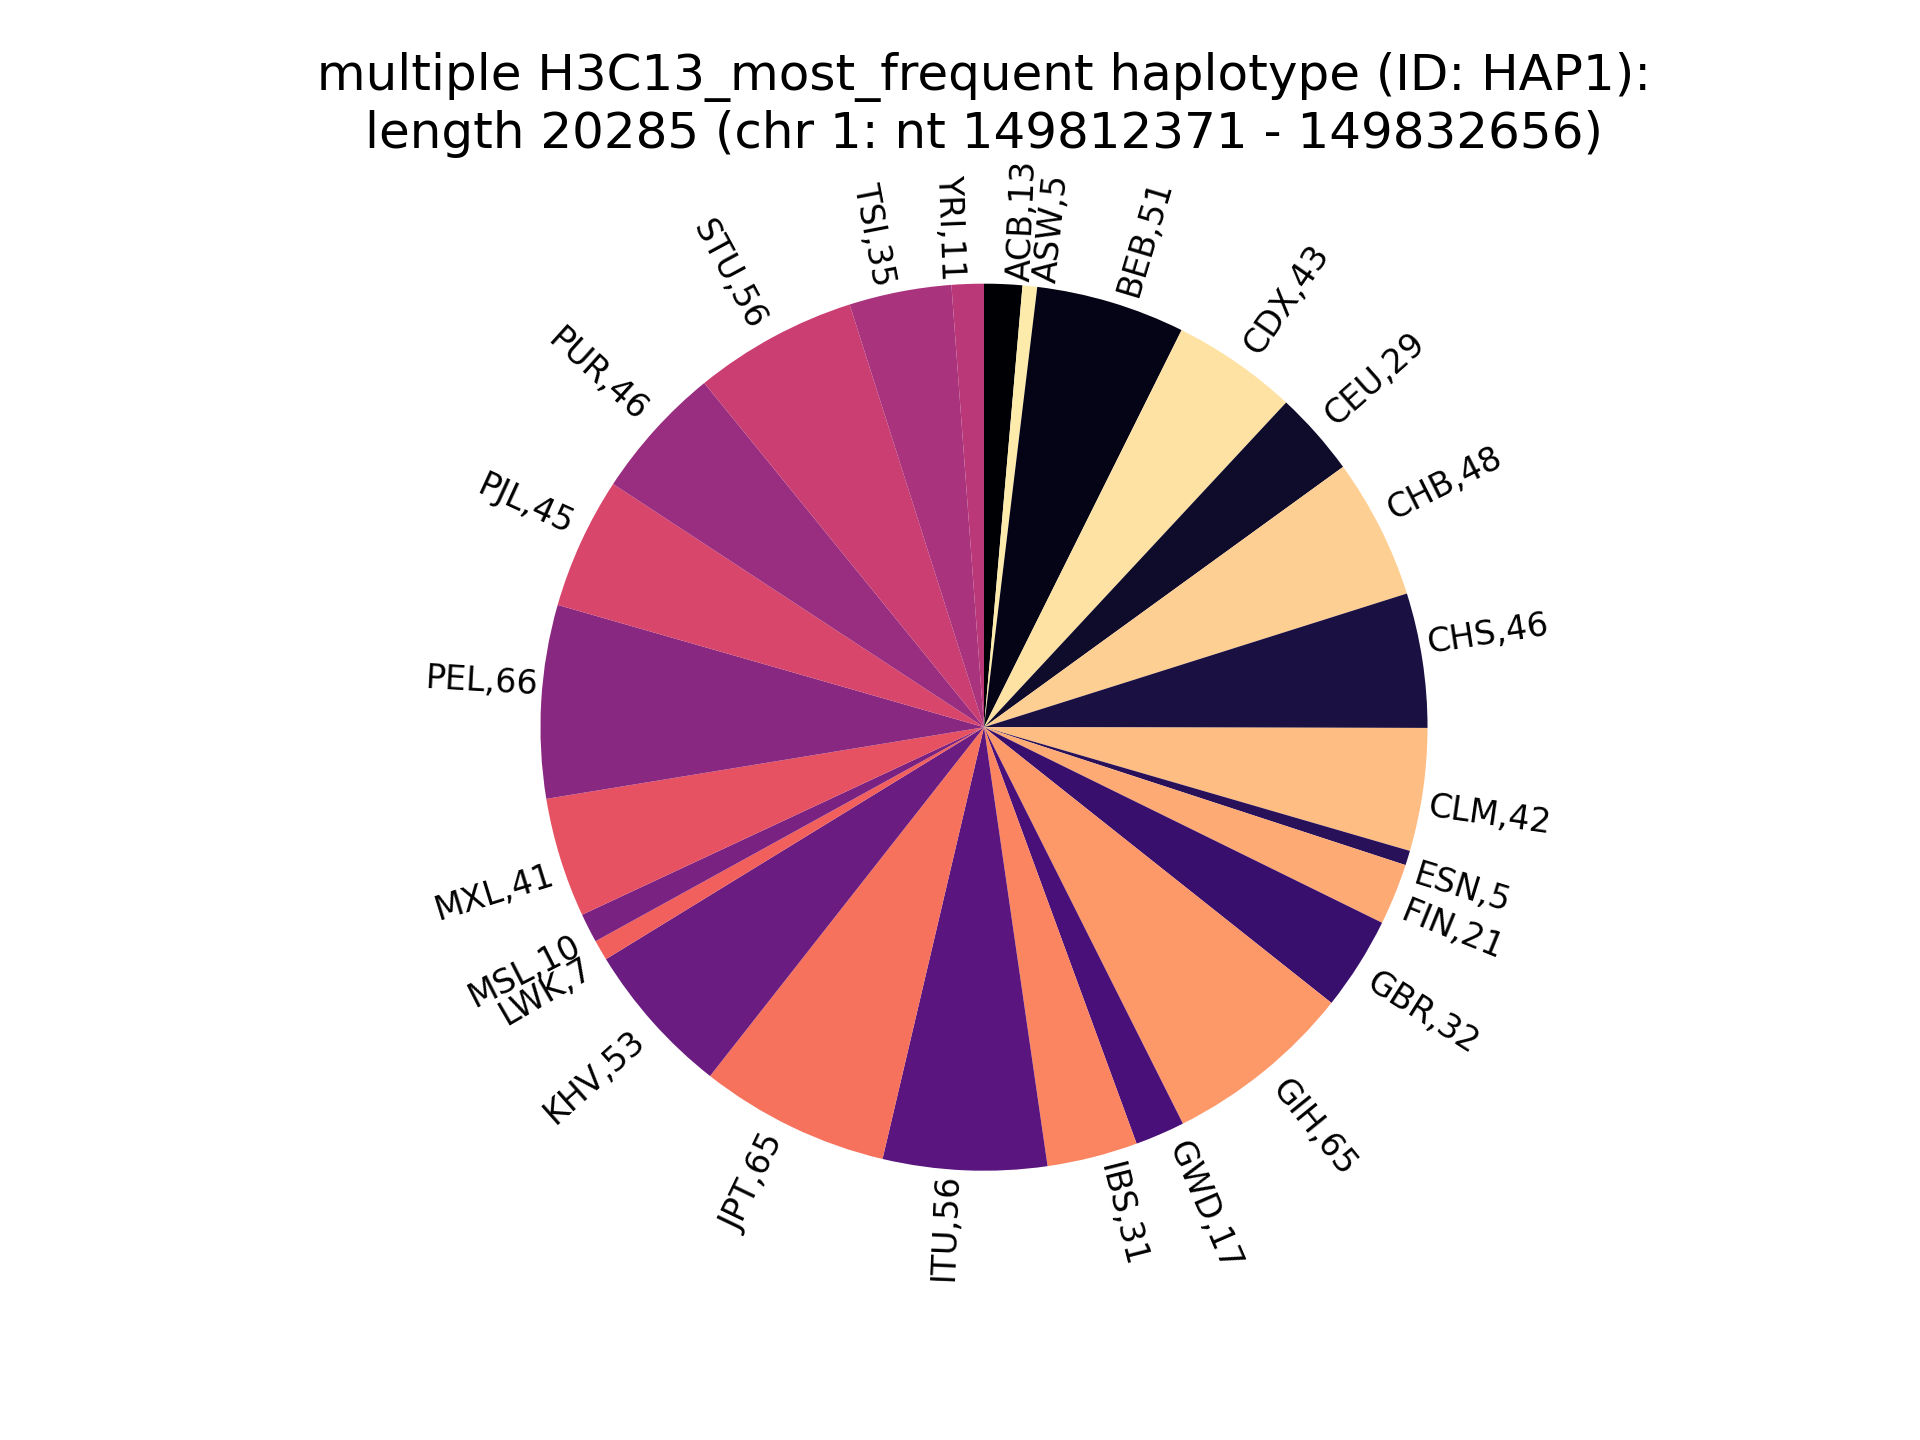 multiple H3C13_most_frequent haplotype (ID: HAP1):
length 20285 (chr 1: nt 149812371 - 149832656)
ACB,13
ASW,5
BEB,51
CDX,43
CEU,29
CHB,48
CHS,46
CLM,42
ESN,5
FIN,21
GBR,32
GIH,65
GWD,17
IBS,31
ITU,56
JPT,65
KHV,53
LWK,7
MSL,10
MXL,41
PEL,66
PJL,45
PUR,46
STU,56
TSI,35
YRI,11